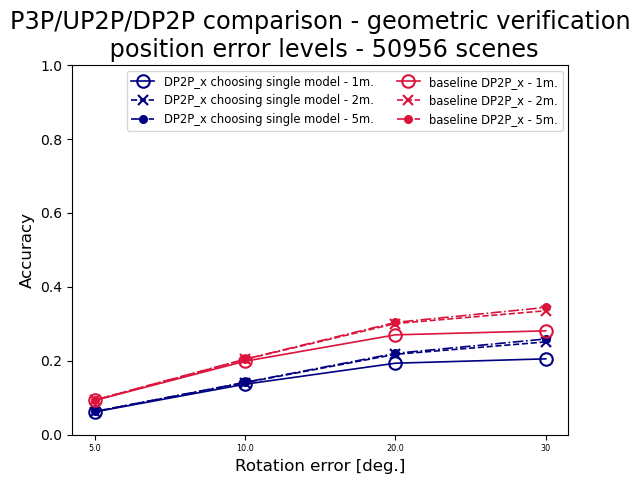 P3P/UP2P/DP2P comparison - geometric verification
position error levels - 50956 scenes
DP2P_x choosing single model - 1m.
DP2P_x choosing single model - 2m.
DP2P_x choosing single model - 5m.
baseline DP2P_x - 1m.
baseline DP2P_x - 2m.
baseline DP2P_x - 5m.
Accuracy
1.0
0.8
0.6
0.4
0.2
0.0
5.0 10.0 20.0 30
Rotation error [deg.]